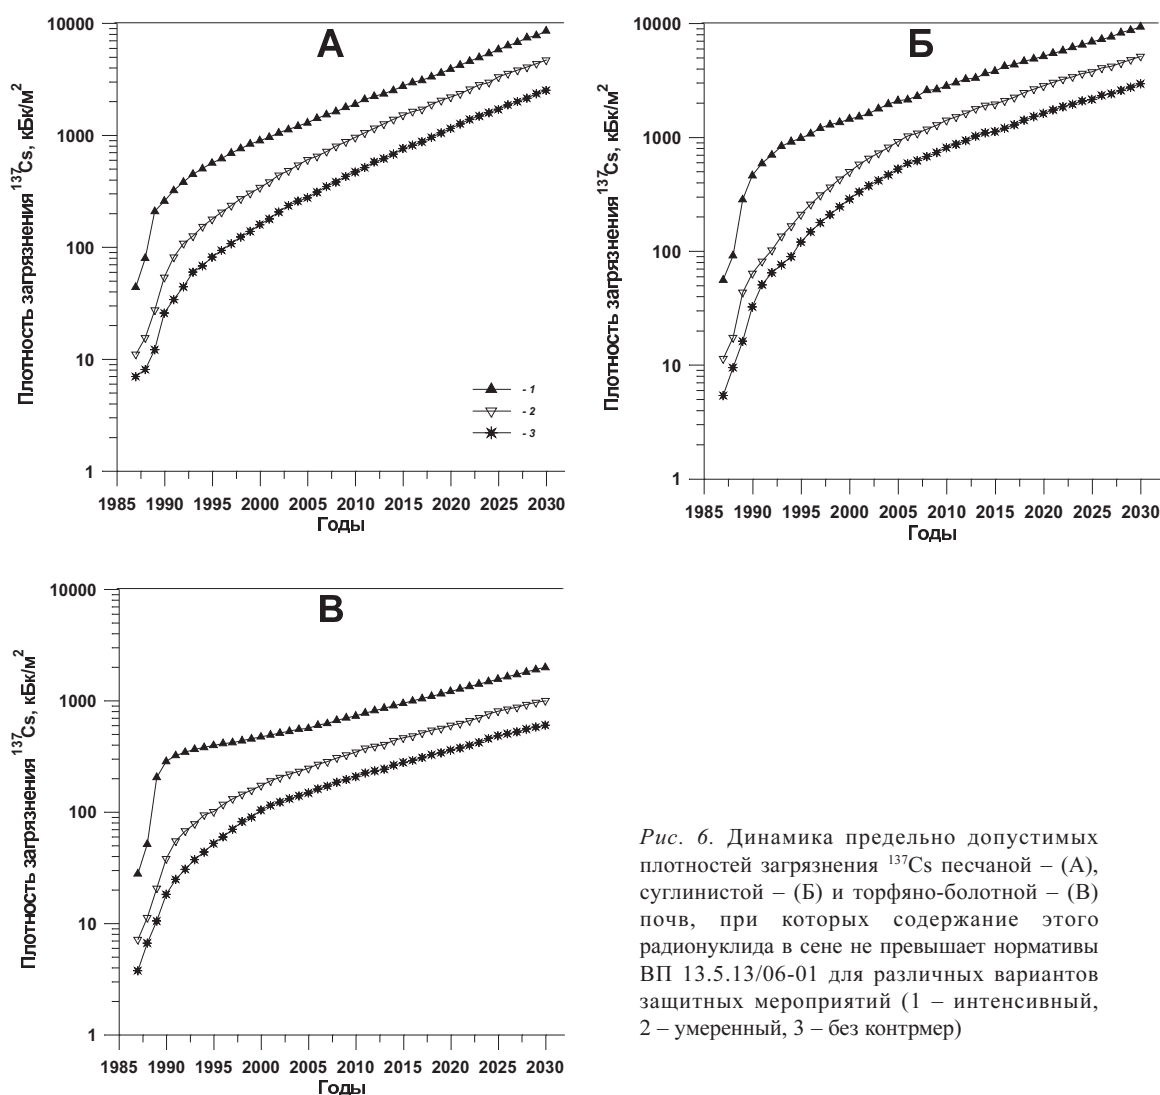 А
Плотность загрязнения ¹³⁷Cs, кБк/м²
10000
1000
100
10
1
1985 1990 1995 2000 2005 2010 2015 2020 2025 2030
Годы
- 1
- 2
- 3
Б
Плотность загрязнения ¹³⁷Cs, кБк/м²
10000
1000
100
10
1
1985 1990 1995 2000 2005 2010 2015 2020 2025 2030
Годы
В
Плотность загрязнения ¹³⁷Cs, кБк/м²
10000
1000
100
10
1
1985 1990 1995 2000 2005 2010 2015 2020 2025 2030
Годы
Рис. 6. Динамика предельно допустимых
плотностей загрязнения ¹³⁷Cs песчаной – (А),
суглинистой – (Б) и торфяно-болотной – (В)
почв, при которых содержание этого
радионуклида в сене не превышает нормативы
ВП 13.5.13/06-01 для различных вариантов
защитных мероприятий (1 – интенсивный,
2 – умеренный, 3 – без контрмер)